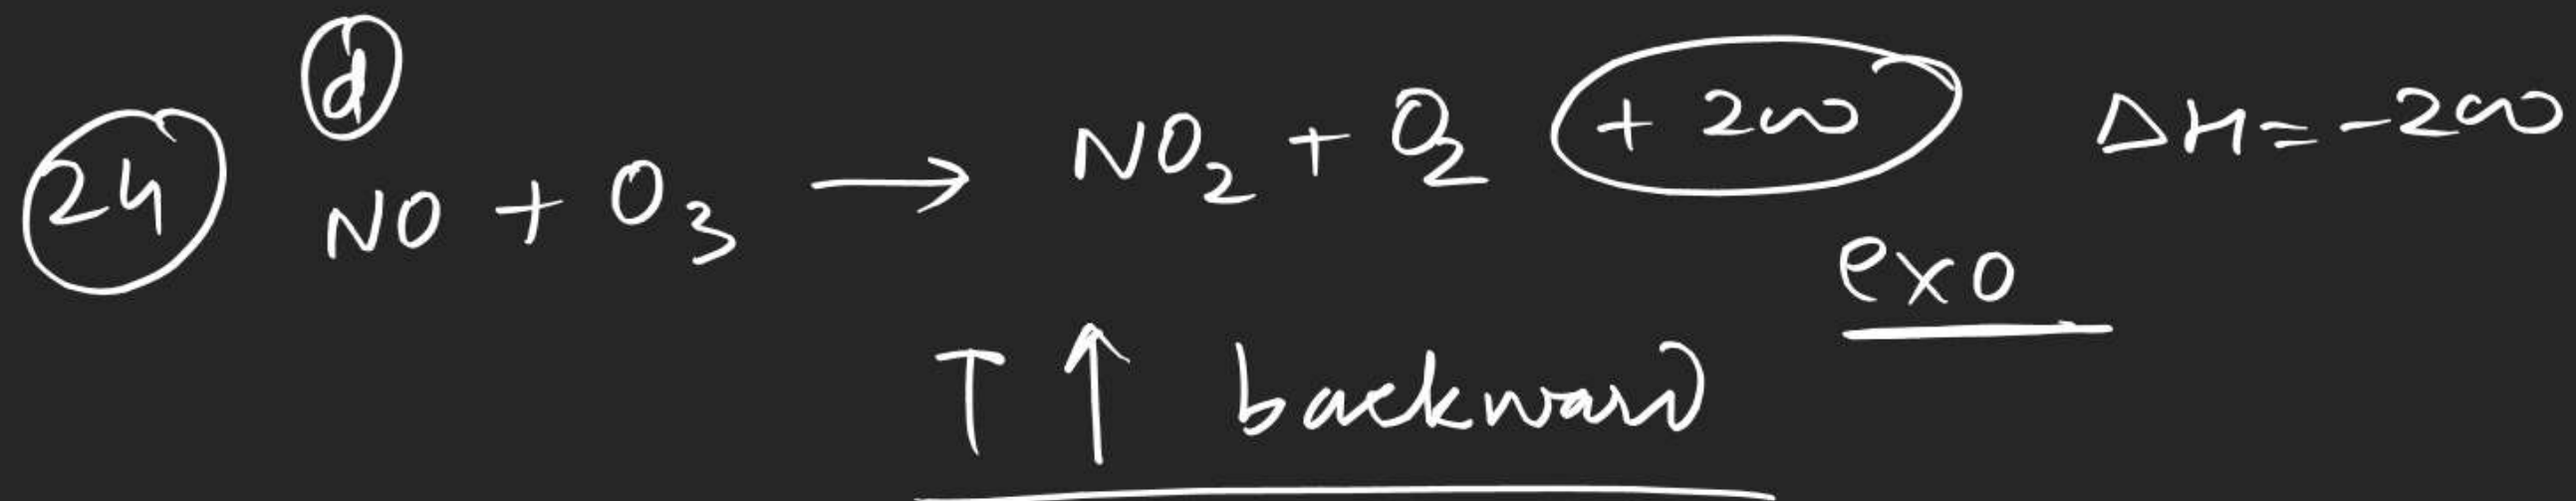 (d)
(24) NO + O₃ → NO₂ + O₂ + 200 ΔH = -200
exo
T ↑ backward